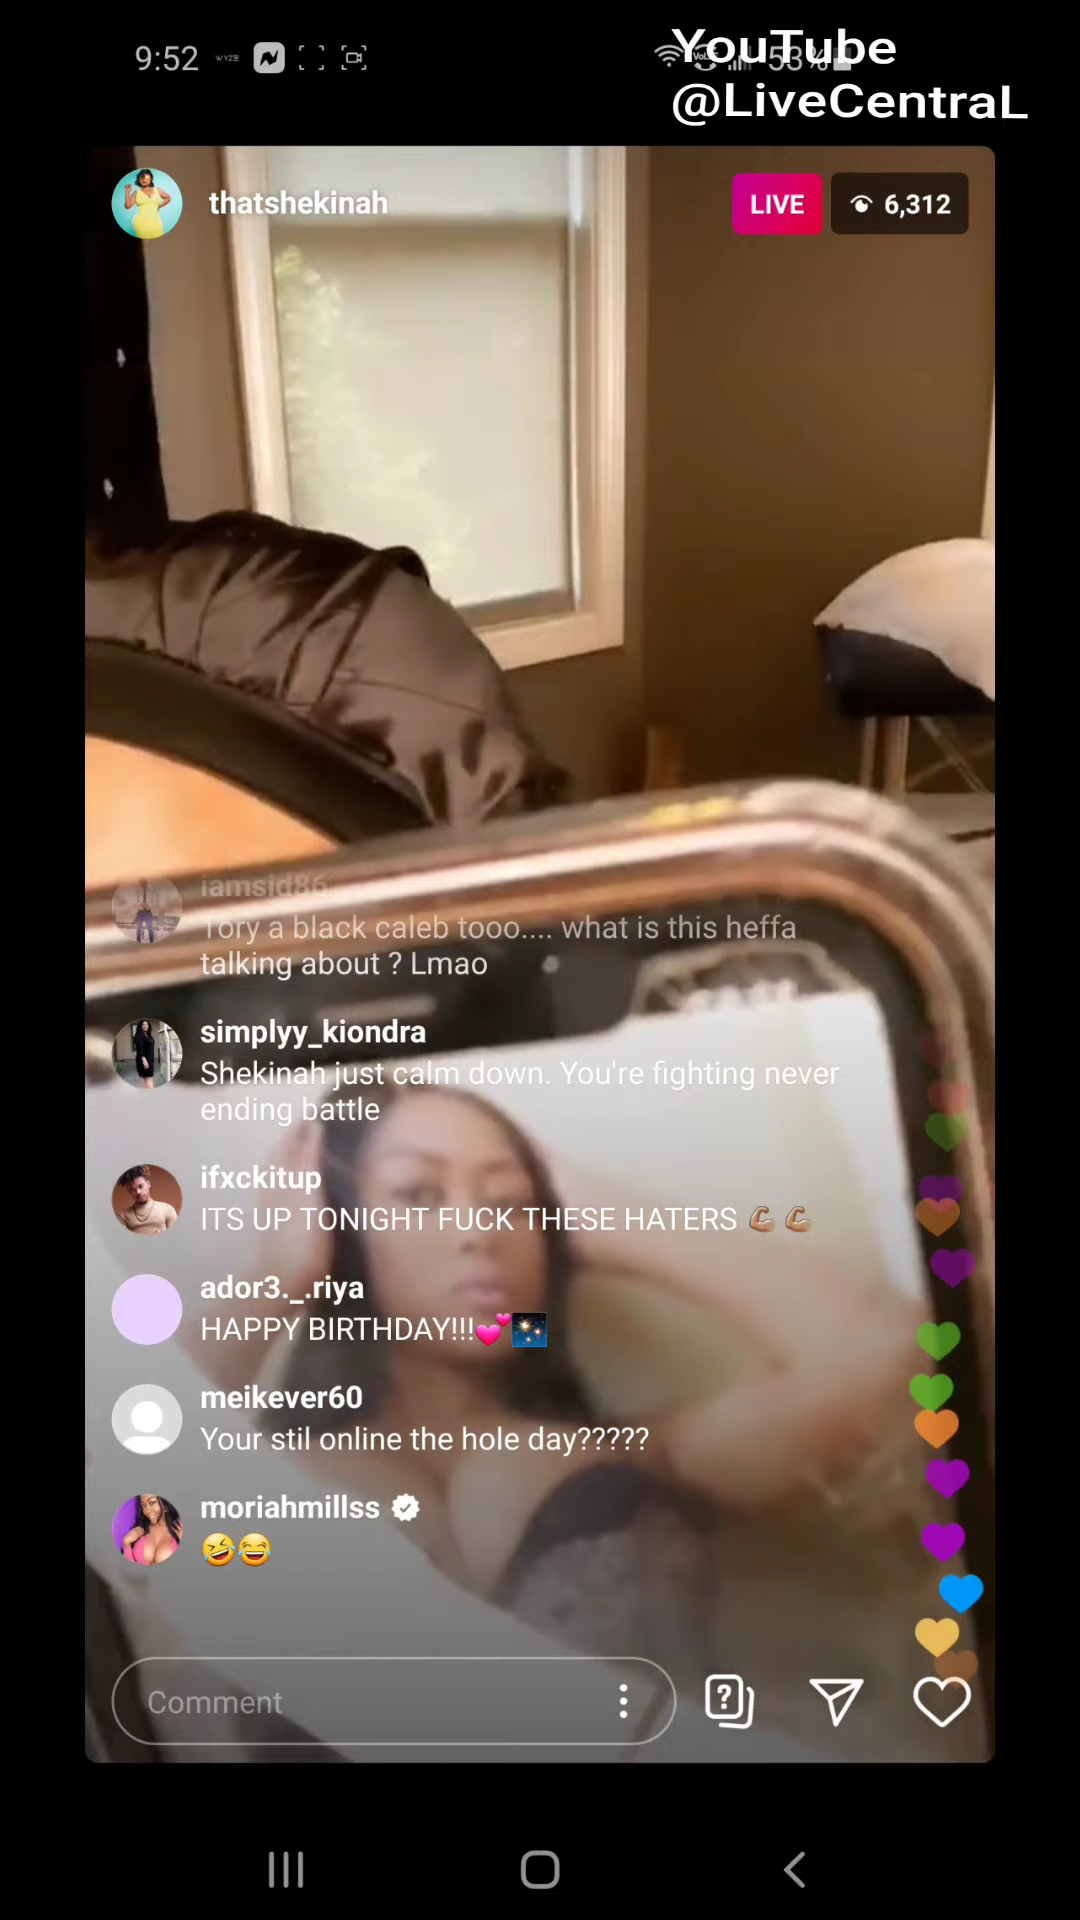 9:52
WYZE
53%
YouTube
@LiveCentraL
thatshekinah
LIVE
6,312
iamsid86
Tory a black caleb tooo.... what is this heffa
talking about ? Lmao
simplyy_kiondra
Shekinah just calm down. You're fighting never
ending battle
ifxckitup
ITS UP TONIGHT FUCK THESE HATERS 💪🏽 💪🏽
ador3._.riya
HAPPY BIRTHDAY!!!💕🎇
meikever60
Your stil online the hole day?????
moriahmillss
🤣😂
Comment